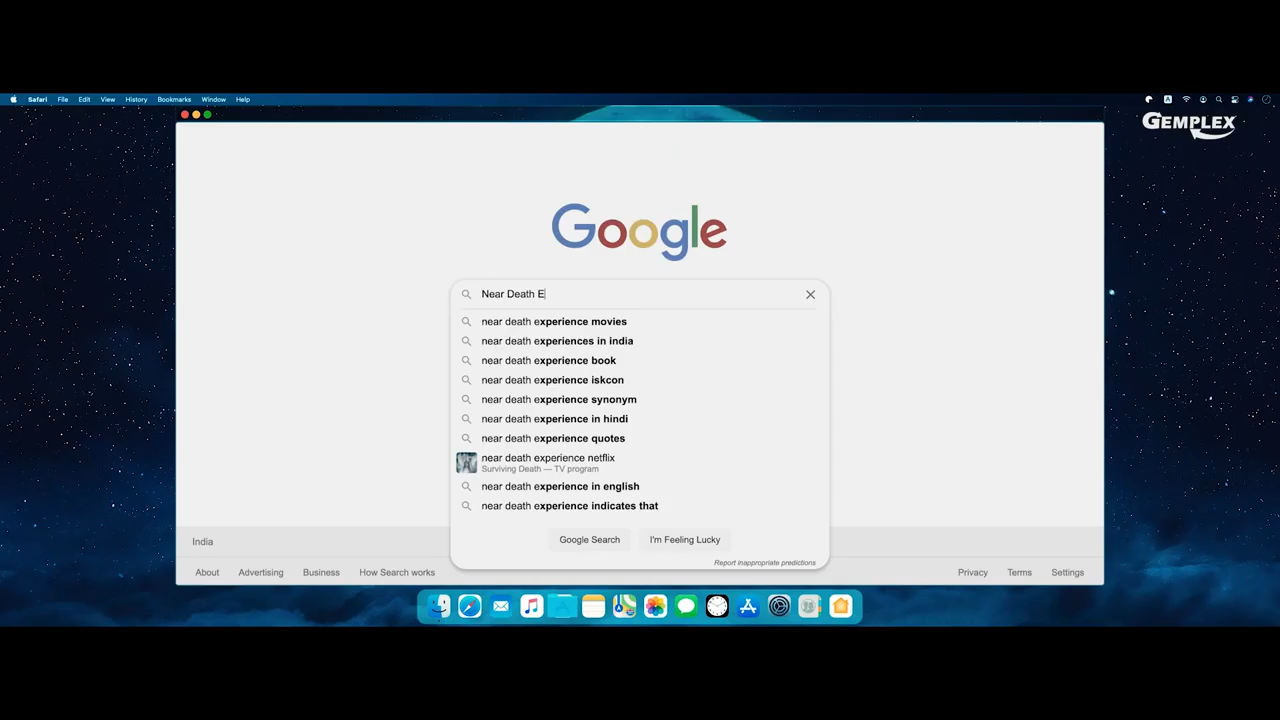 Safari File Edit View History Bookmarks Window Help
GEMPLEX
Google
Near Death E
near death experience movies
near death experiences in india
near death experience book
near death experience iskcon
near death experience synonym
near death experience in hindi
near death experience quotes
near death experience netflix
Surviving Death — TV program
near death experience in english
near death experience indicates that
Google Search I'm Feeling Lucky
Report inappropriate predictions
India
About Advertising Business How Search works Privacy Terms Settings